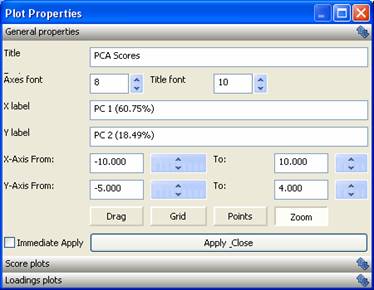 Plot Properties
General properties
Title PCA Scores
Axes font 8 Title font 10
X label PC 1 (60.75%)
Y label PC 2 (18.49%)
X-Axis From: -10.000 To: 10.000
Y-Axis From: -5.000 To: 4.000
Drag Grid Points Zoom
Immediate Apply Apply _Close
Score plots
Loadings plots